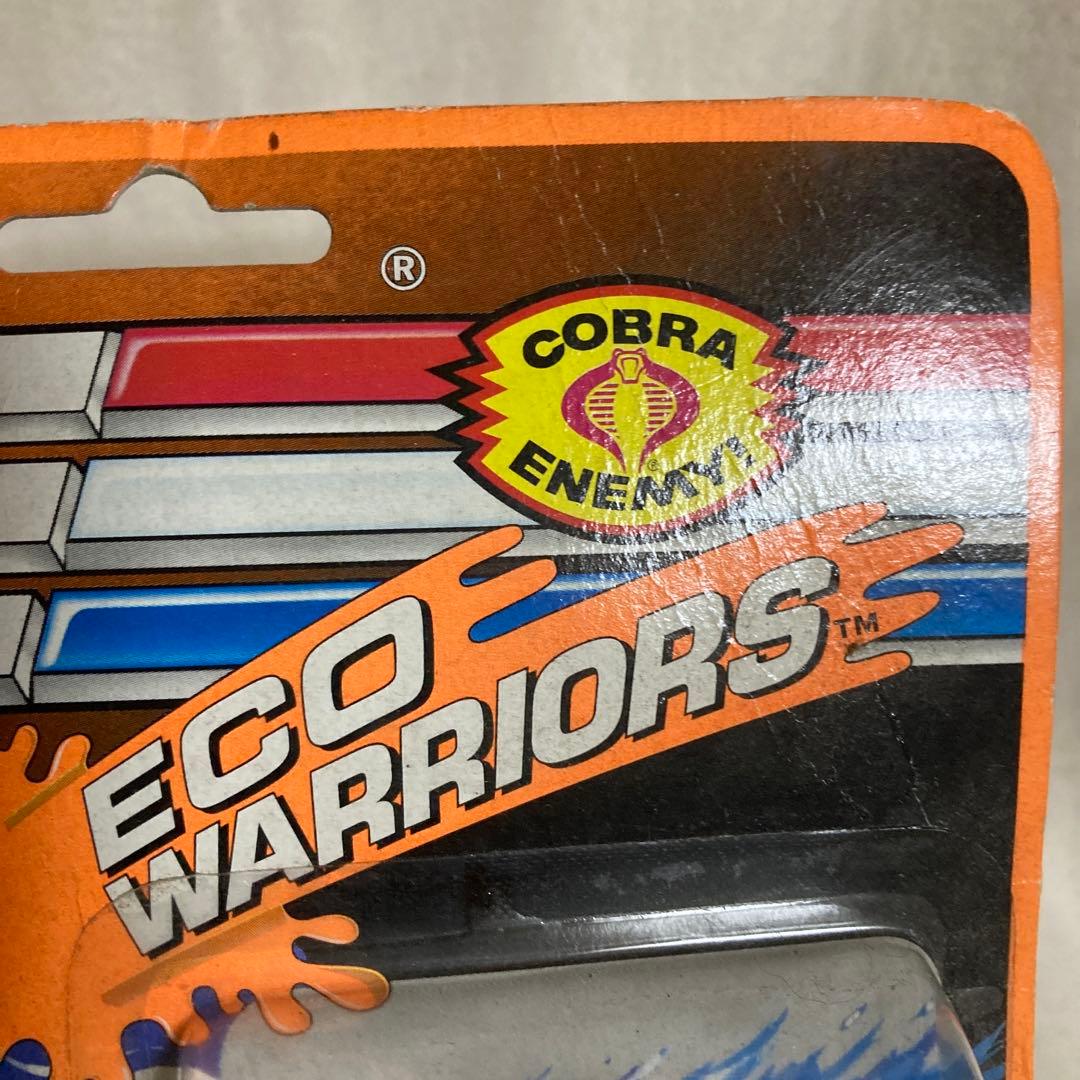 ®
COBRA
ENEMY!
®
ECO
WARRIORS™